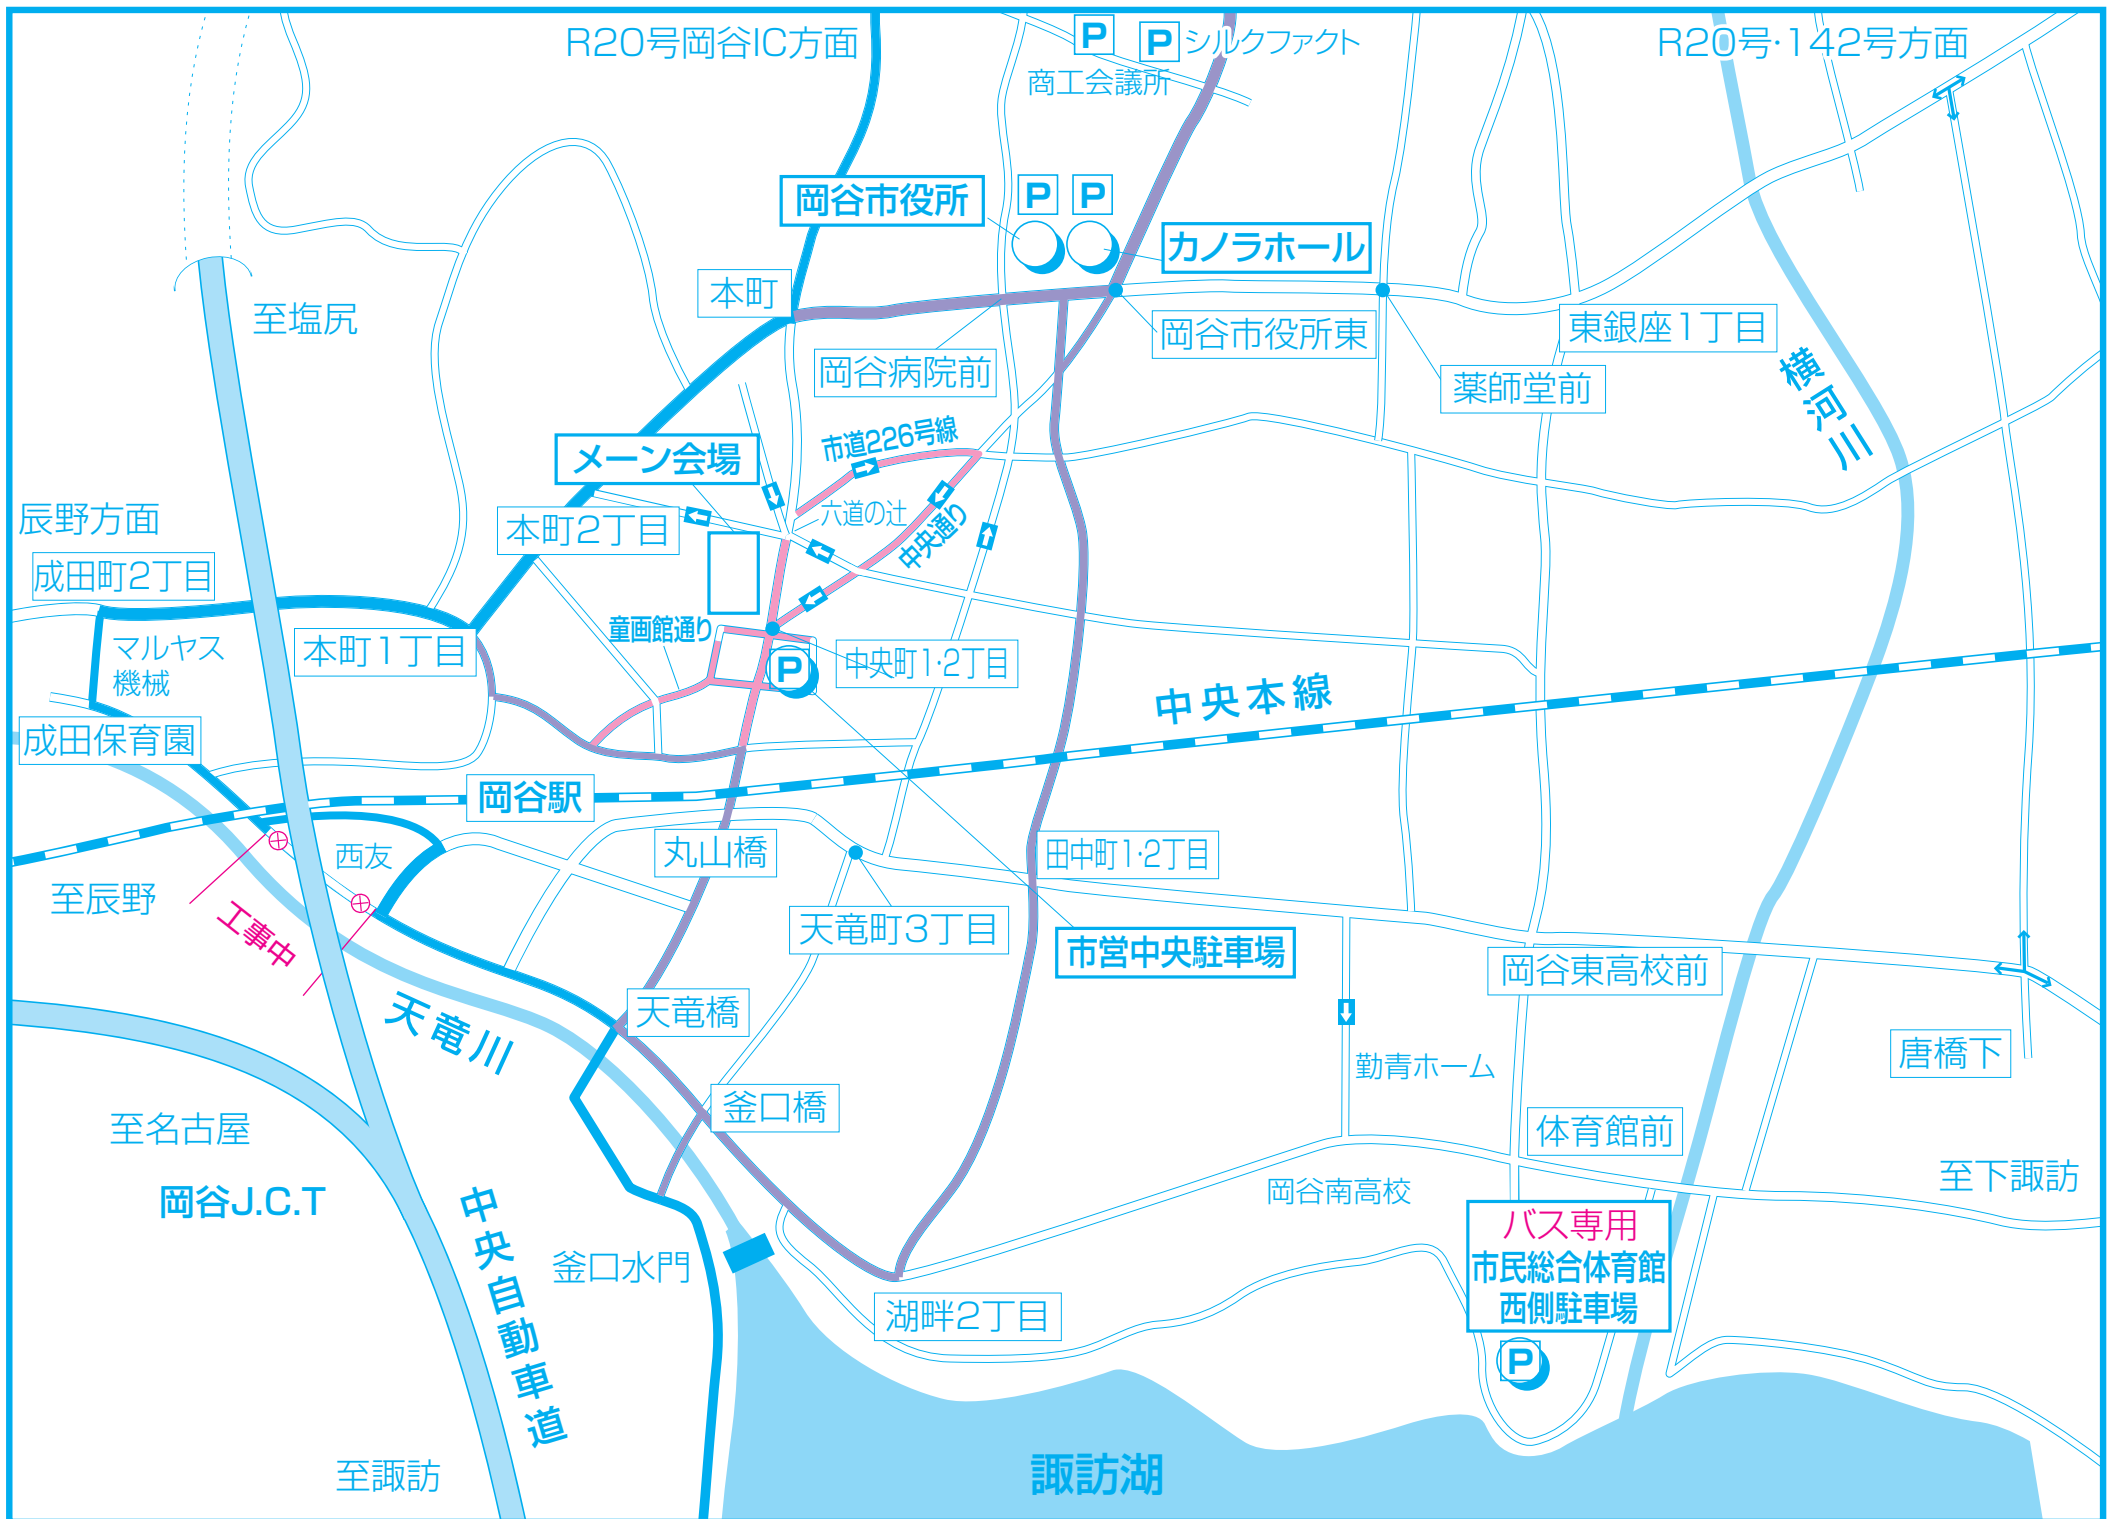 R20号岡谷IC方面
P
P
シルクファクト
商工会議所
R20号・142号方面
岡谷市役所
P
P
カノラホール
本町
至塩尻
岡谷市役所東
東銀座1丁目
岡谷病院前
薬師堂前
横河川
市道226号線
メーン会場
六道の辻
中央通り
辰野方面
本町2丁目
成田町2丁目
童画館通り
マルヤス
機械
本町1丁目
中央町1・2丁目
P
中央本線
成田保育園
岡谷駅
丸山橋
田中町1・2丁目
西友
至辰野
工事中
天竜町3丁目
市営中央駐車場
岡谷東高校前
天竜橋
天竜川
唐橋下
勤青ホーム
釜口橋
至名古屋
体育館前
至下諏訪
岡谷南高校
岡谷J.C.T
中央自動車道
釜口水門
バス専用
市民総合体育館
西側駐車場
湖畔2丁目
P
諏訪湖
至諏訪